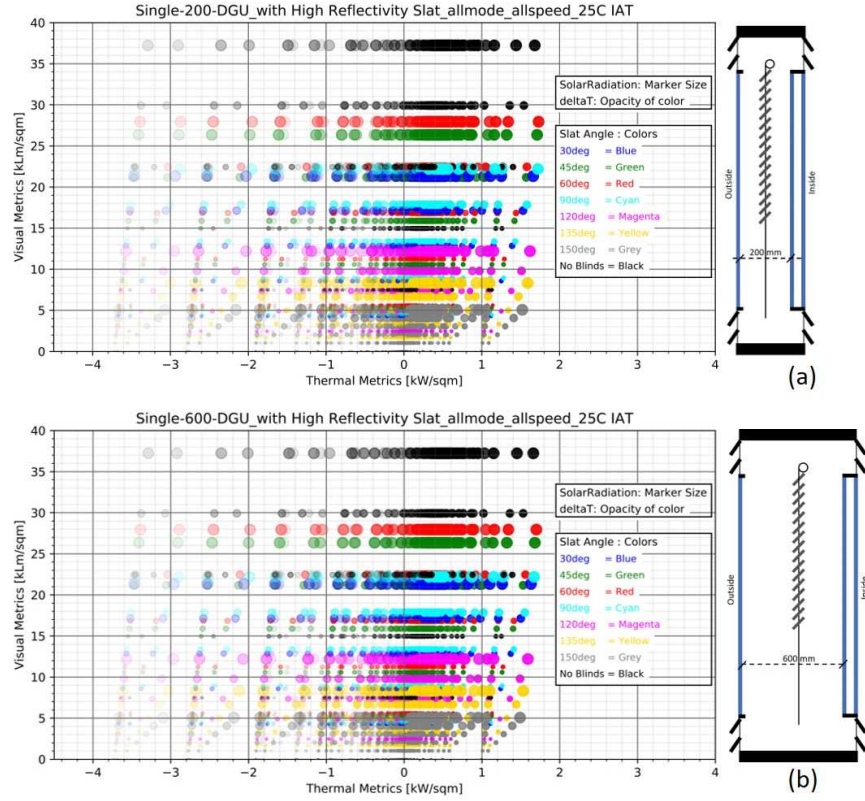 Single-200-DGU_with High Reflectivity Slat_allmode_allspeed_25C IAT
Visual Metrics [kLm/sqm]
40
35
30
25
20
15
10
5
0
−4
−3
−2
−1
0
1
2
3
4
Thermal Metrics [kW/sqm]
SolarRadiation: Marker Size
deltaT: Opacity of color
Slat Angle : Colors
30deg = Blue
45deg = Green
60deg = Red
90deg = Cyan
120deg = Magenta
135deg = Yellow
150deg = Grey
No Blinds = Black
Outside
Inside
200 mm
(a)
Single-600-DGU_with High Reflectivity Slat_allmode_allspeed_25C IAT
Visual Metrics [kLm/sqm]
40
35
30
25
20
15
10
5
0
−4
−3
−2
−1
0
1
2
3
4
Thermal Metrics [kW/sqm]
SolarRadiation: Marker Size
deltaT: Opacity of color
Slat Angle : Colors
30deg = Blue
45deg = Green
60deg = Red
90deg = Cyan
120deg = Magenta
135deg = Yellow
150deg = Grey
No Blinds = Black
Outside
Inside
600 mm
(b)